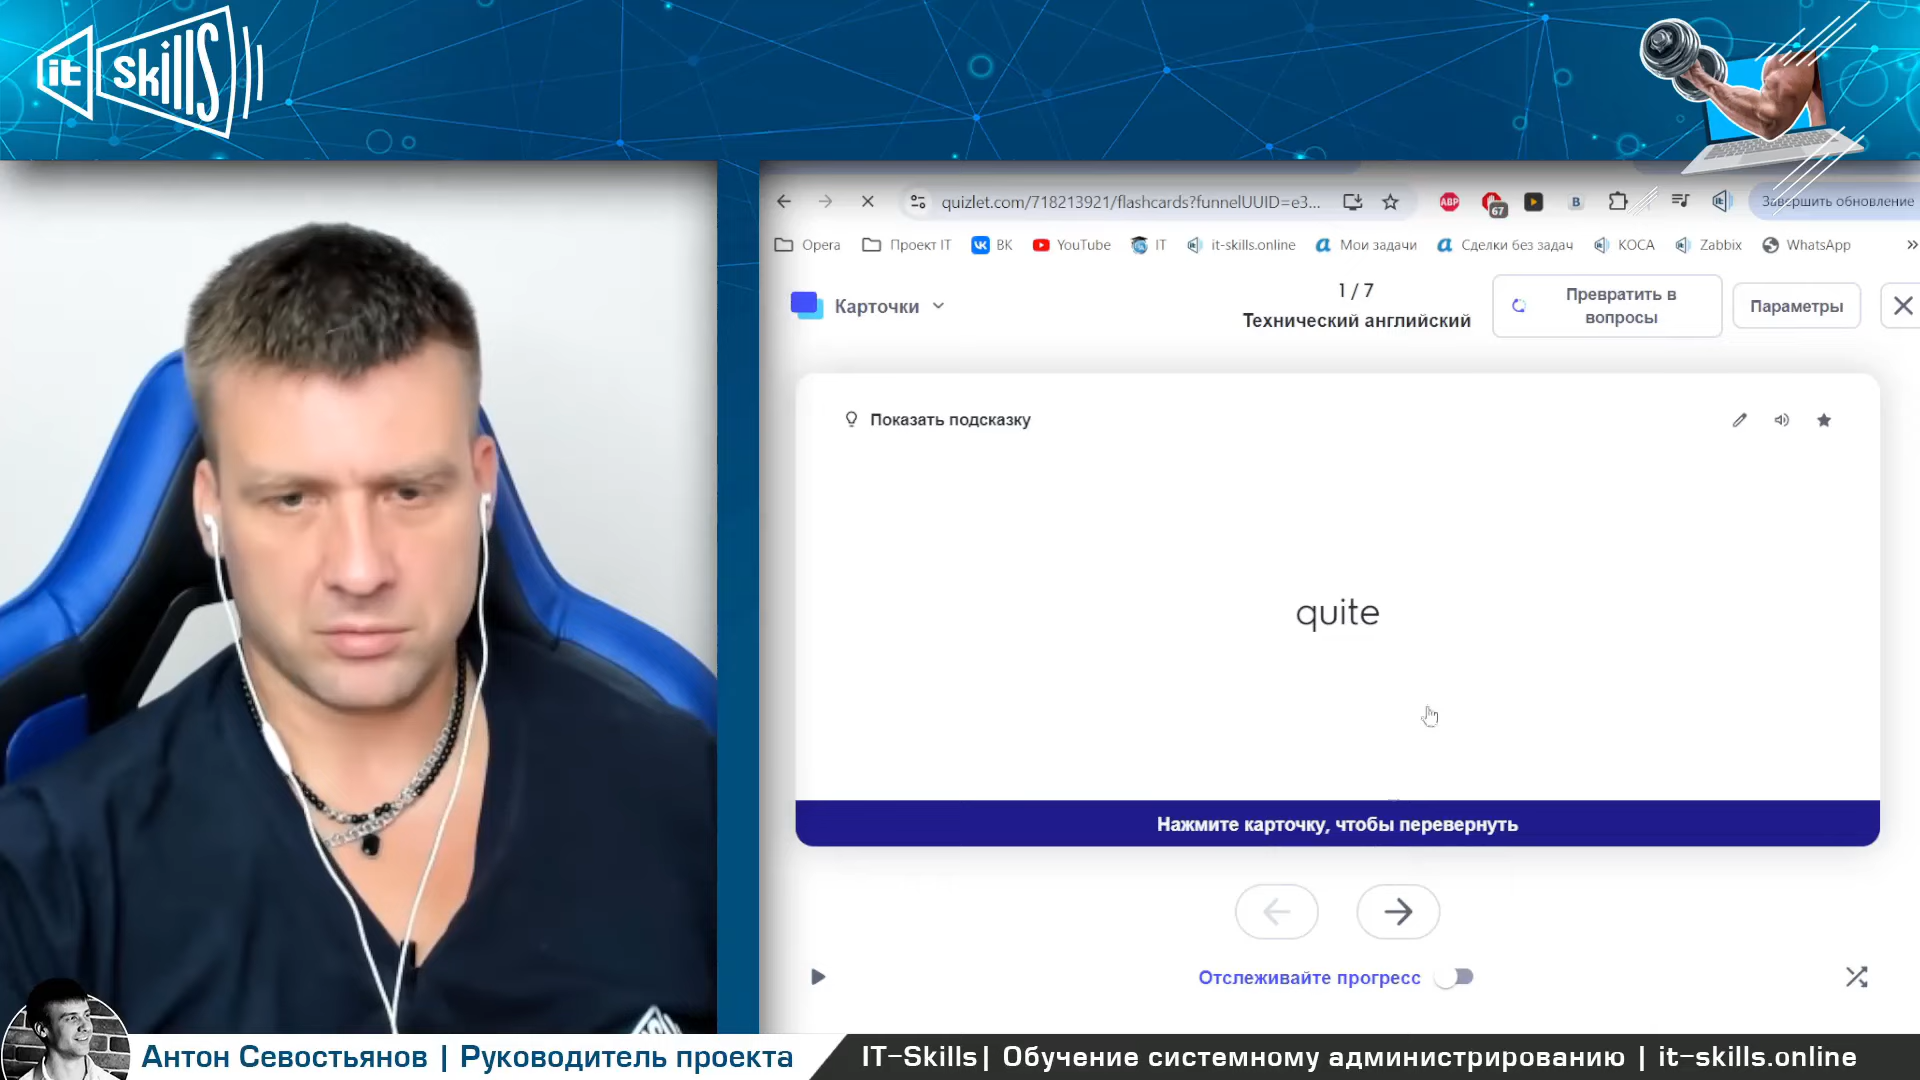 it skills
quizlet.com/718213921/flashcards?funnelUUID=e3...
ABP
67
B
Завершить обновление
Opera
Проект IT
ВК
YouTube
IT
it-skills.online
Мои задачи
Сделки без задач
КОСА
Zabbix
WhatsApp
»
Карточки
1 / 7
Технический английский
Превратить в
вопросы
Параметры
Показать подсказку
quite
Нажмите карточку, чтобы перевернуть
Отслеживайте прогресс
Антон Севостьянов | Руководитель проекта
IT-Skills| Обучение системному администрированию | it-skills.online